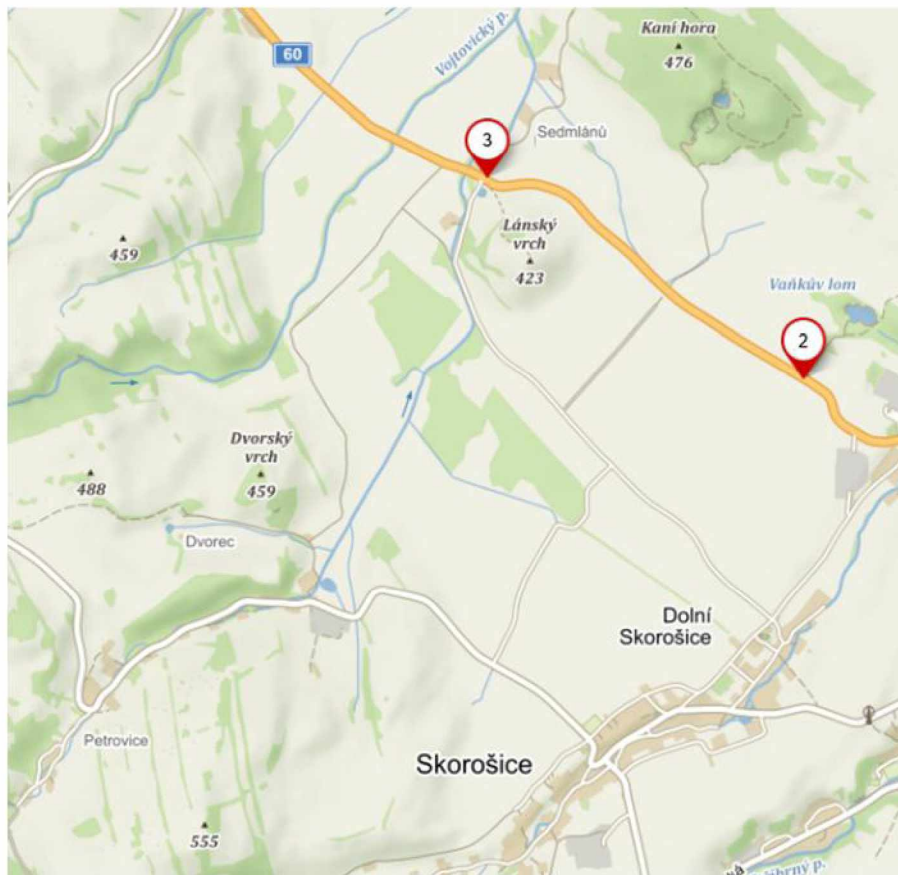 Kaní hora
476
60
Vojtovický p.
Sedmlánů
3
Lánský
vrch
423
459
Vaňkův lom
2
Dvorský
vrch
459
488
Dvorec
Dolní
Skorošice
Petrovice
Skorošice
555